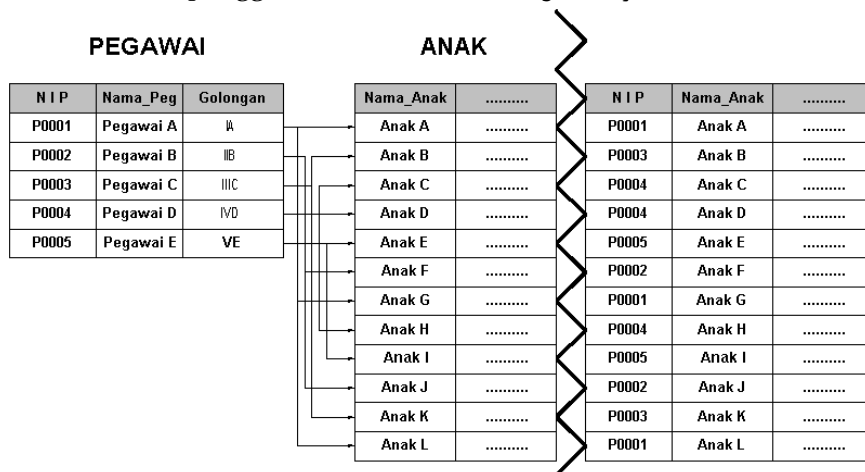 PEGAWAI ANAK
N I P Nama_Peg Golongan Nama_Anak .......... N I P Nama_Anak ..........
P0001 Pegawai A IA Anak A .......... P0001 Anak A ..........
P0002 Pegawai B IIB Anak B .......... P0003 Anak B ..........
P0003 Pegawai C IIIC Anak C .......... P0004 Anak C ..........
P0004 Pegawai D IVD Anak D .......... P0004 Anak D ..........
P0005 Pegawai E VE Anak E .......... P0005 Anak E ..........
Anak F .......... P0002 Anak F ..........
Anak G .......... P0001 Anak G ..........
Anak H .......... P0004 Anak H ..........
Anak I .......... P0005 Anak I ..........
Anak J .......... P0002 Anak J ..........
Anak K .......... P0003 Anak K ..........
Anak L .......... P0001 Anak L ..........